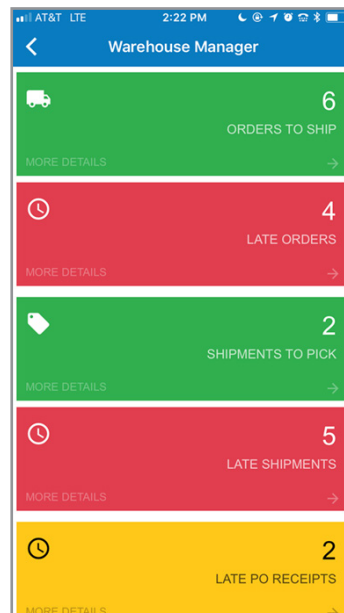 AT&T LTE 2:22 PM
Warehouse Manager
6
ORDERS TO SHIP
MORE DETAILS
4
LATE ORDERS
MORE DETAILS
2
SHIPMENTS TO PICK
MORE DETAILS
5
LATE SHIPMENTS
MORE DETAILS
2
LATE PO RECEIPTS
MORE DETAILS